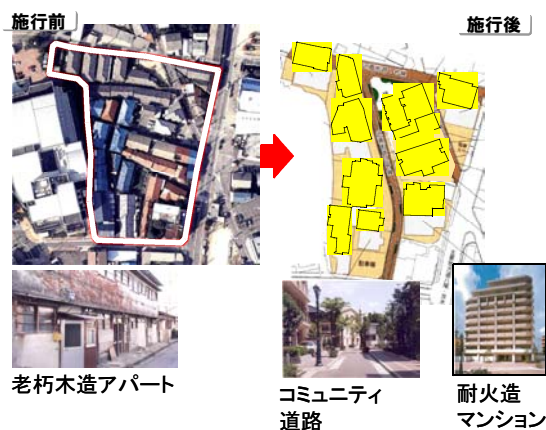 施行前
施行後
老朽木造アパート
コミュニティ
道路
耐火造
マンション